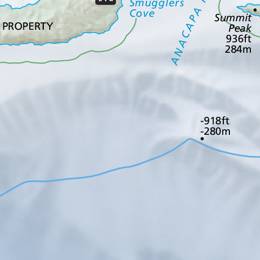 Smugglers
Cove
PROPERTY
ANACAPA
Summit
Peak
936ft
284m
-918ft
-280m